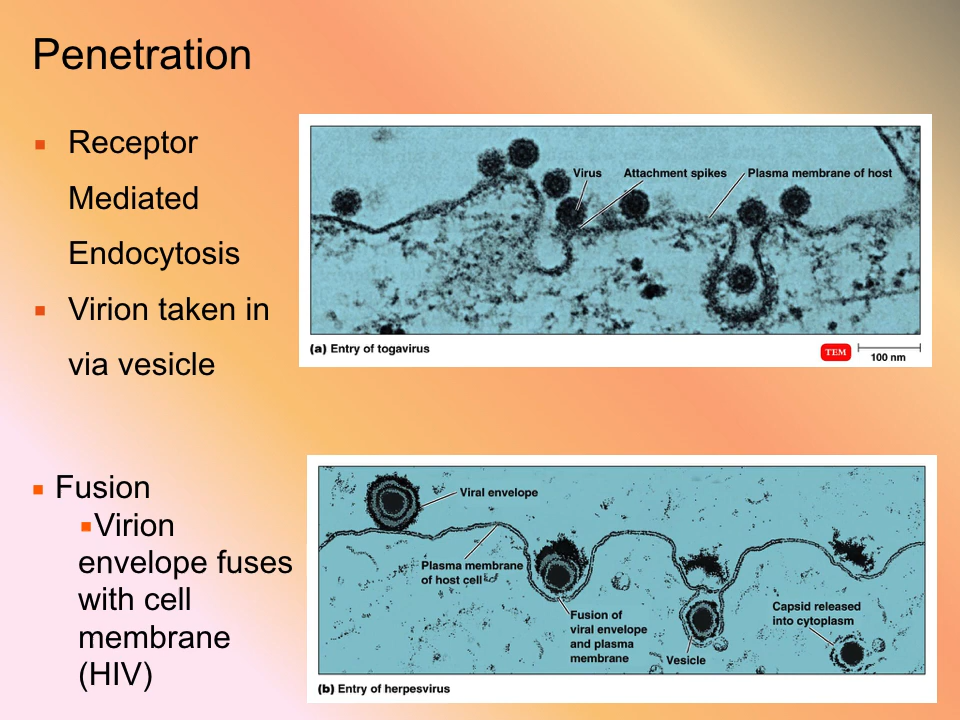 Penetration
Receptor
Mediated
Endocytosis
Virion taken in
via vesicle
Virus
Attachment spikes
Plasma membrane of host
(a) Entry of togavirus
TEM
100 nm
Fusion
Virion
envelope fuses
with cell
membrane
(HIV)
Viral envelope
Plasma membrane
of host cell
Fusion of
viral envelope
and plasma
membrane
Vesicle
Capsid released
into cytoplasm
(b) Entry of herpesvirus